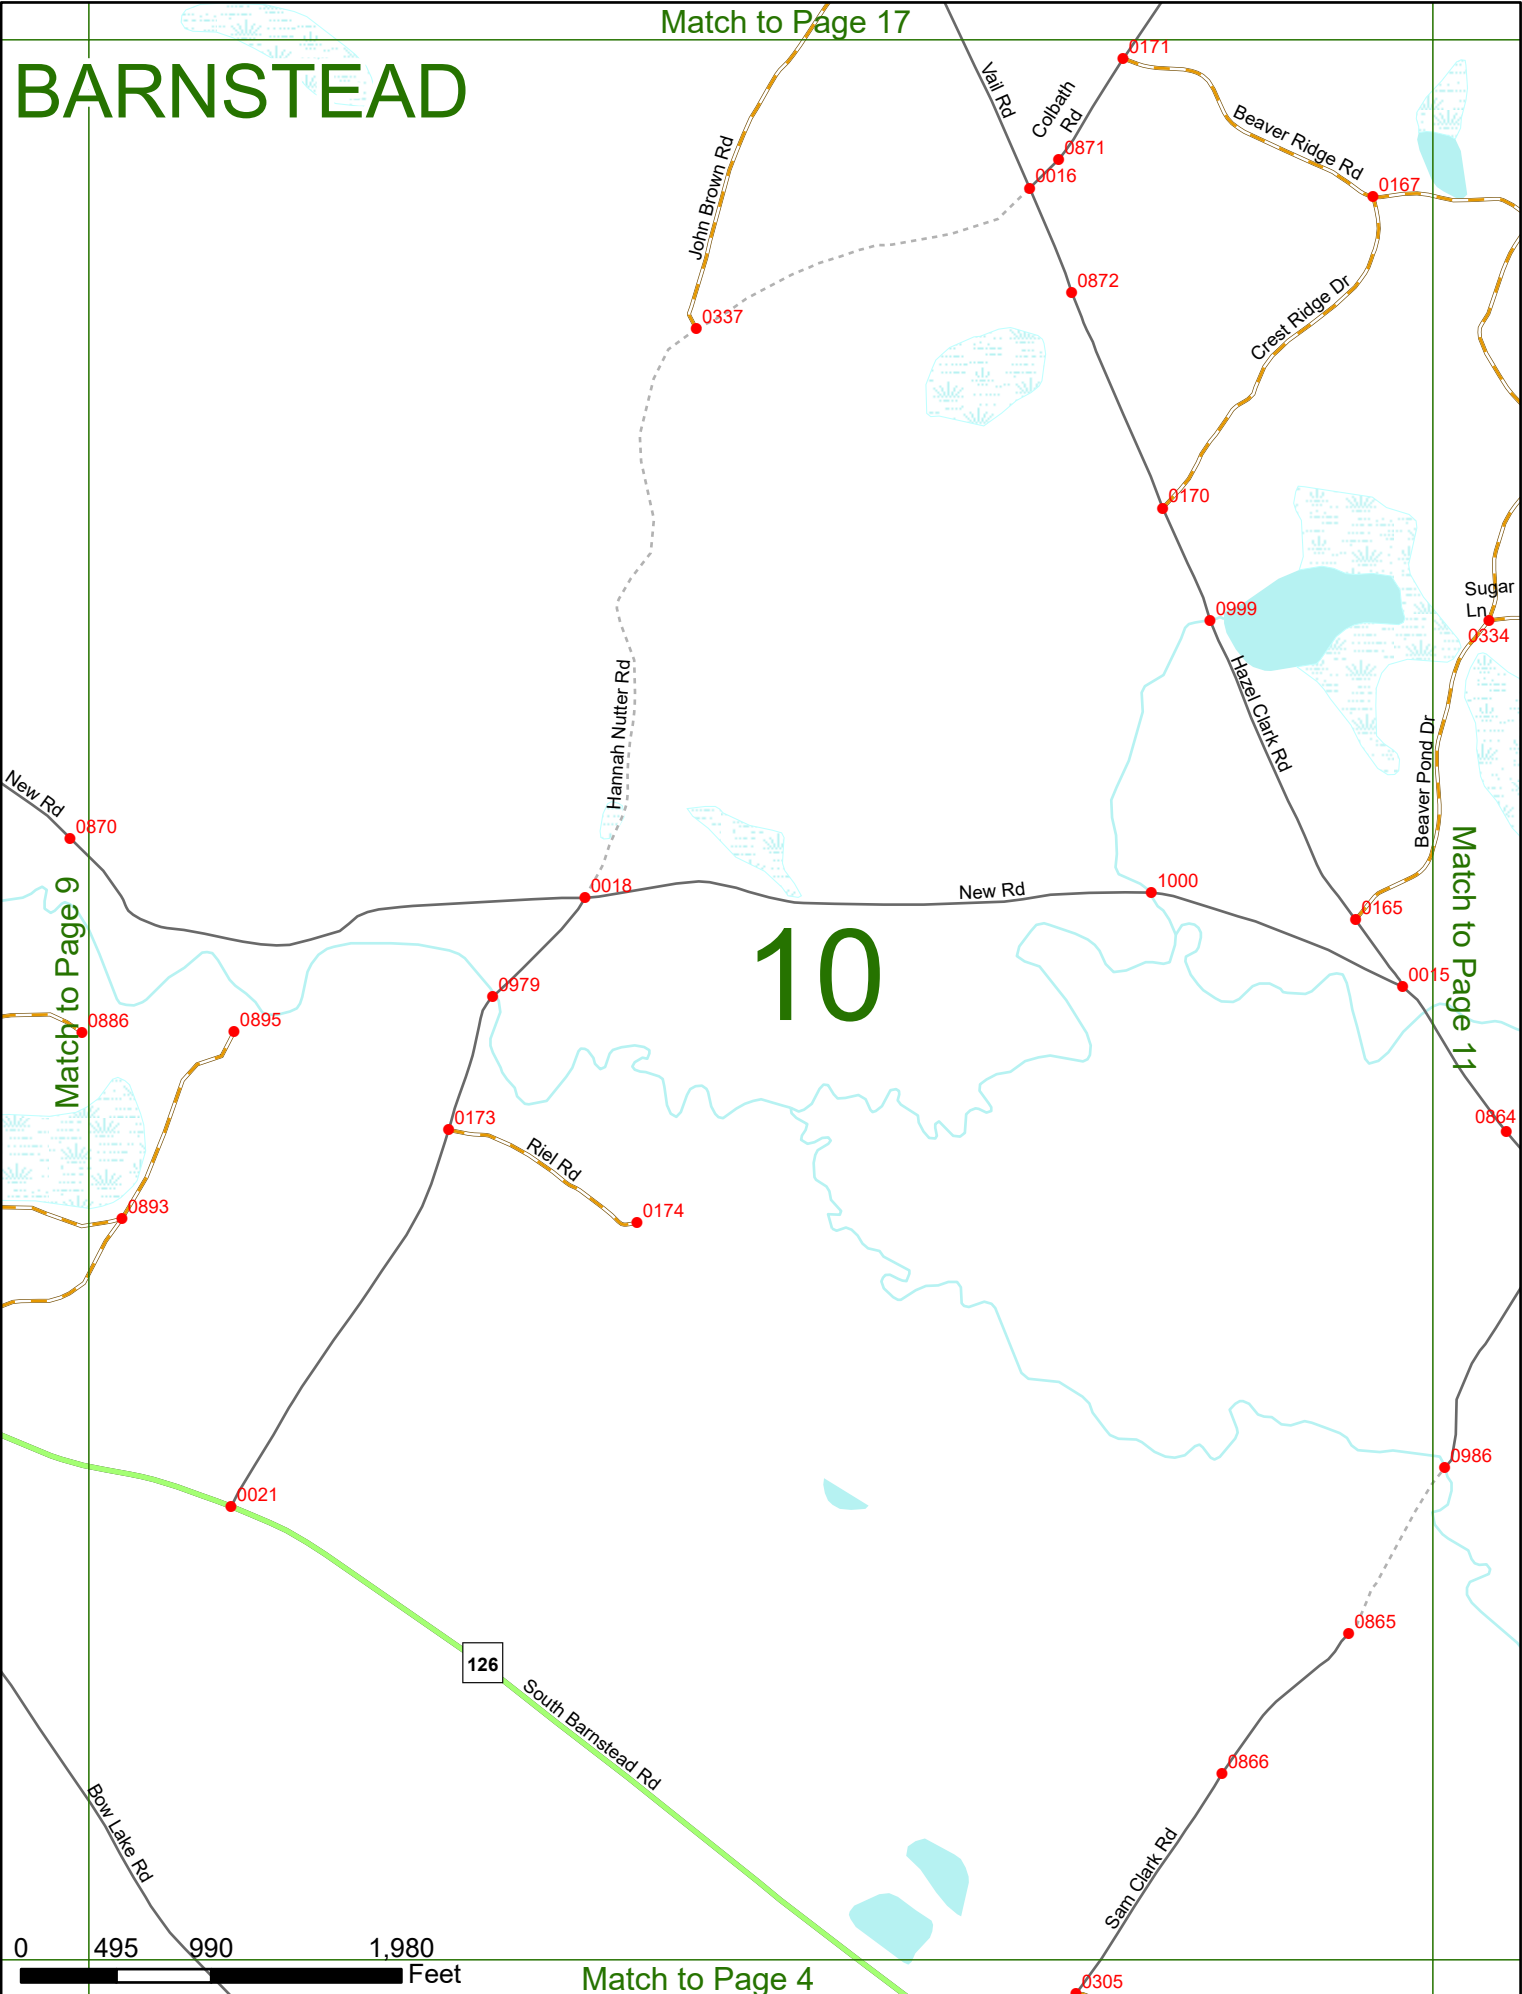 Match to Page 17
BARNSTEAD
0171
Vail Rd
Colbath
Rd
Beaver Ridge Rd
John Brown Rd
0871
0016
0167
0872
Crest Ridge Dr
0337
0170
Sugar
Ln
0999
0334
Hannah Nutter Rd
Hazel Clark Rd
Beaver Pond Dr
New Rd
0870
Match to Page 9
0018
New Rd
1000
0165
Match to Page 11
10
0979
0015
0886
0895
0173
0864
Riel Rd
0893
0174
0021
0986
0865
126
South Barnstead Rd
0866
Bow Lake Rd
Sam Clark Rd
0 495 990 1,980
Feet
Match to Page 4
0305